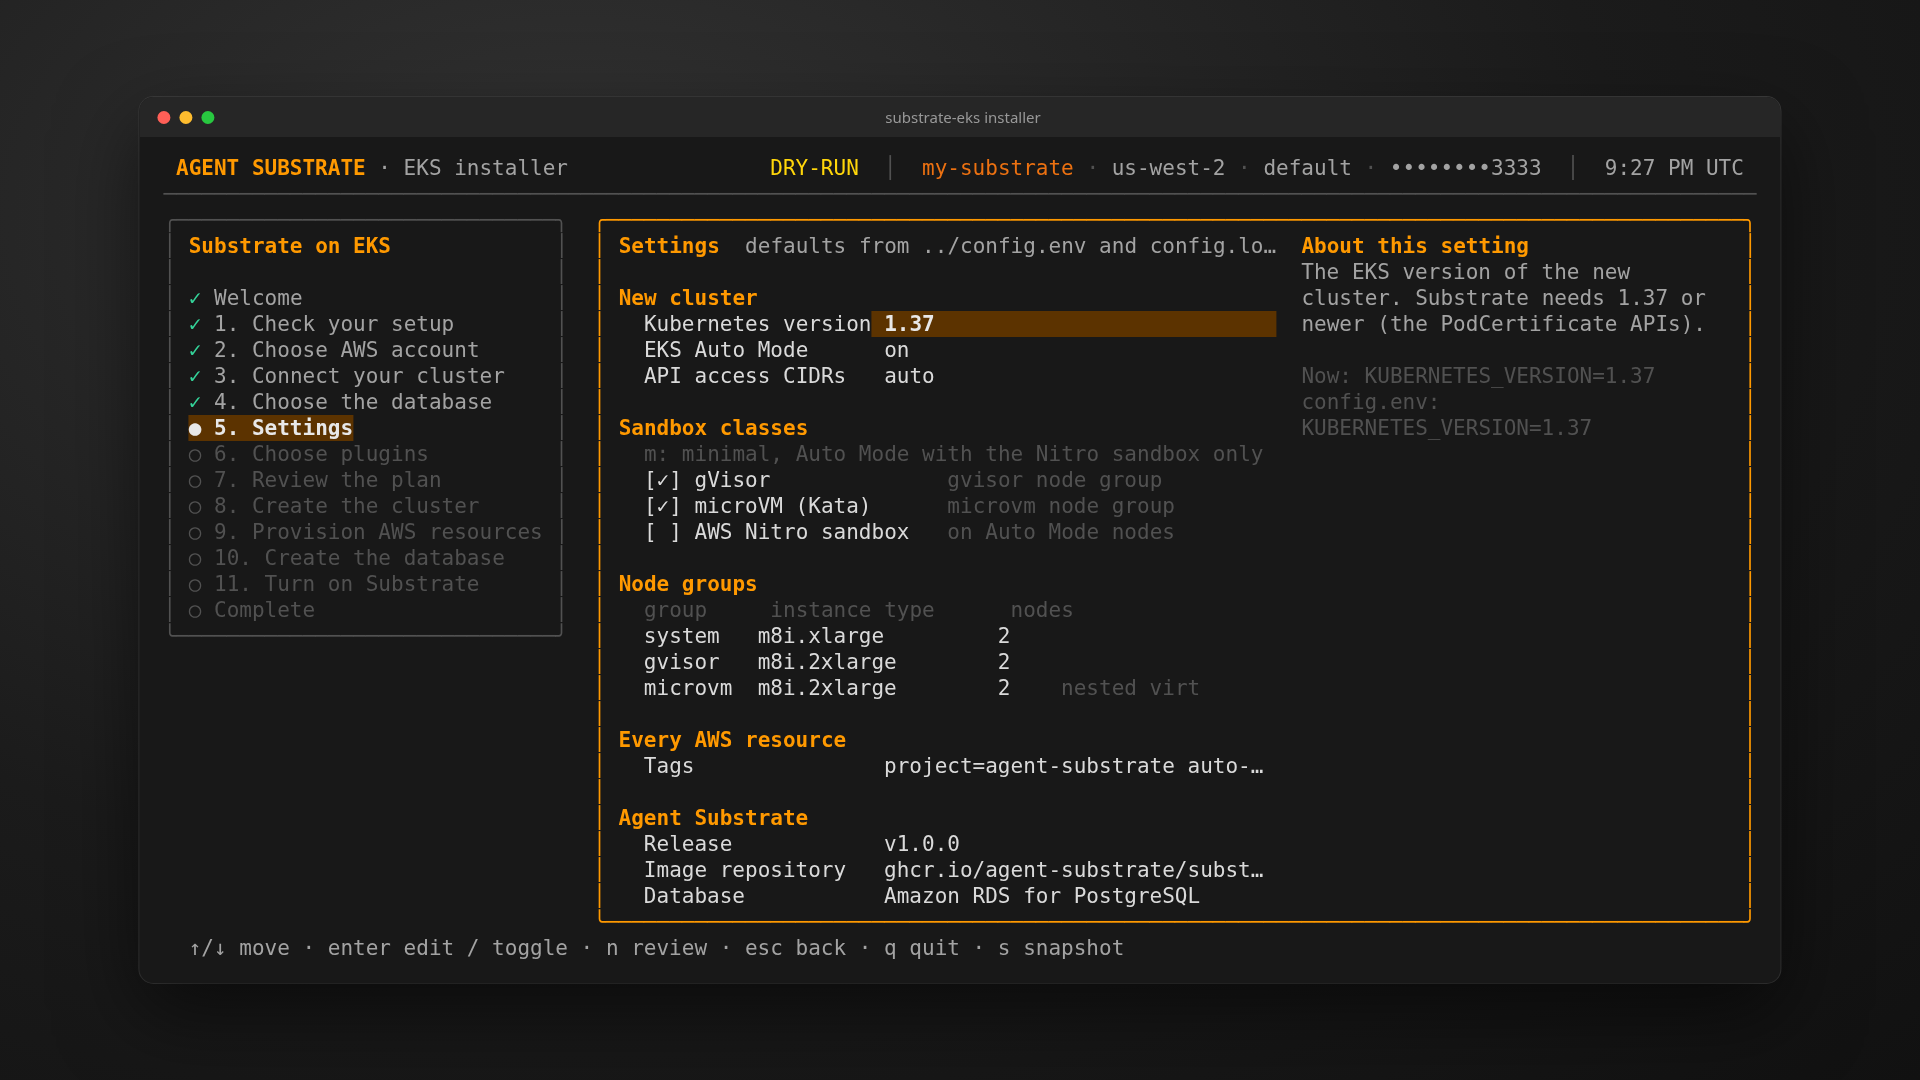 substrate-eks installer
AGENT SUBSTRATE · EKS installer DRY-RUN │ my-substrate · us-west-2 · default · ••••••••3333 │ 9:27 PM UTC
Substrate on EKS
✓ Welcome
✓ 1. Check your setup
✓ 2. Choose AWS account
✓ 3. Connect your cluster
✓ 4. Choose the database
● 5. Settings
○ 6. Choose plugins
○ 7. Review the plan
○ 8. Create the cluster
○ 9. Provision AWS resources
○ 10. Create the database
○ 11. Turn on Substrate
○ Complete
Settings defaults from ../config.env and config.lo…
New cluster
Kubernetes version 1.37
EKS Auto Mode on
API access CIDRs auto
Sandbox classes
m: minimal, Auto Mode with the Nitro sandbox only
[✓] gVisor gvisor node group
[✓] microVM (Kata) microvm node group
[ ] AWS Nitro sandbox on Auto Mode nodes
Node groups
group instance type nodes
system m8i.xlarge 2
gvisor m8i.2xlarge 2
microvm m8i.2xlarge 2 nested virt
Every AWS resource
Tags project=agent-substrate auto-…
Agent Substrate
Release v1.0.0
Image repository ghcr.io/agent-substrate/subst…
Database Amazon RDS for PostgreSQL
About this setting
The EKS version of the new
cluster. Substrate needs 1.37 or
newer (the PodCertificate APIs).
Now: KUBERNETES_VERSION=1.37
config.env:
KUBERNETES_VERSION=1.37
↑/↓ move · enter edit / toggle · n review · esc back · q quit · s snapshot